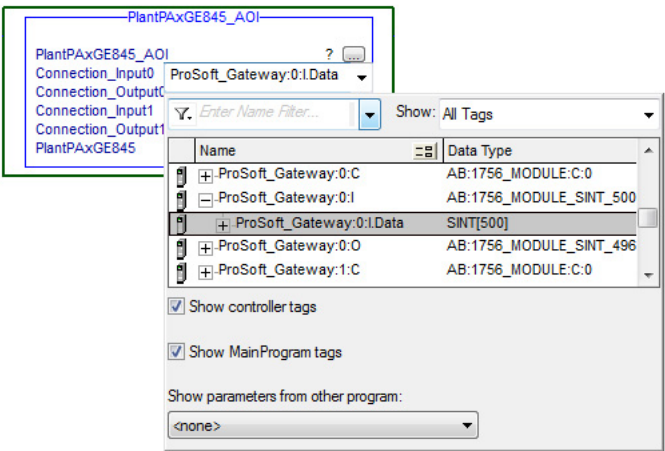 PlantPAxGE845_AOI
PlantPAxGE845_AOI ? ...
Connection_Input0 ProSoft_Gateway:0:I.Data
Connection_Output0
Connection_Input1
Connection_Output1
PlantPAxGE845
Enter Name Filter... Show: All Tags
Name Data Type
ProSoft_Gateway:0:C AB:1756_MODULE:C:0
ProSoft_Gateway:0:I AB:1756_MODULE_SINT_500
ProSoft_Gateway:0:I.Data SINT[500]
ProSoft_Gateway:0:O AB:1756_MODULE_SINT_496
ProSoft_Gateway:1:C AB:1756_MODULE:C:0
Show controller tags
Show MainProgram tags
Show parameters from other program:
<none>